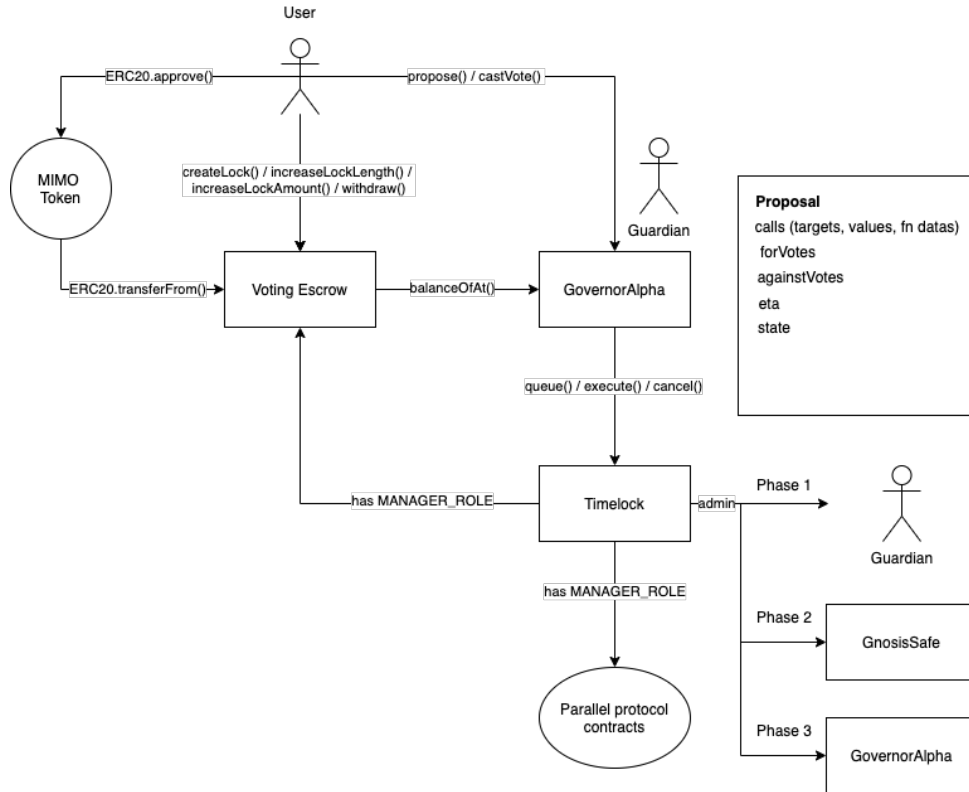 User
ERC20.approve()
propose() / castVote()
createLock() / increaseLockLength() /
increaseLockAmount() / withdraw()
MIMO
Token
Guardian
Proposal
calls (targets, values, fn datas)
forVotes
againstVotes
eta
state
ERC20.transferFrom()
Voting Escrow
balanceOfAt()
GovernorAlpha
queue() / execute() / cancel()
has MANAGER_ROLE
Timelock
admin
Phase 1
Guardian
has MANAGER_ROLE
Phase 2
GnosisSafe
Parallel protocol
contracts
Phase 3
GovernorAlpha